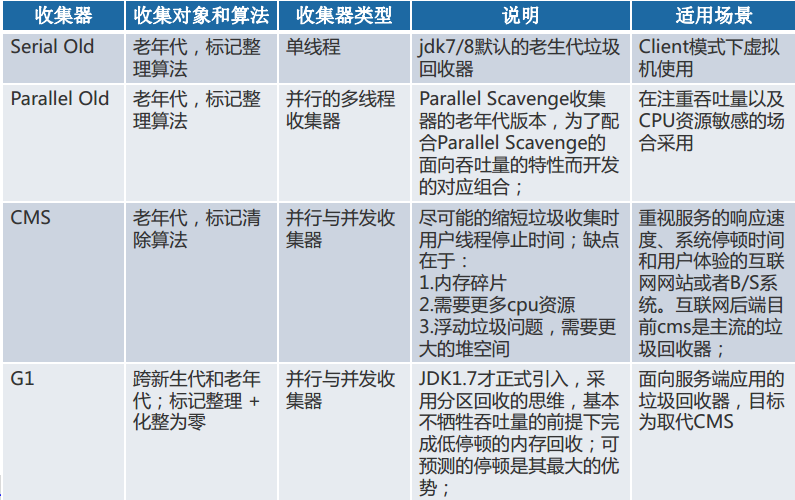 收集器
收集对象和算法
收集器类型
说明
适用场景
Serial Old
老年代，标记整
理算法
单线程
jdk7/8默认的老生代垃圾
回收器
Client模式下虚拟
机使用
Parallel Old
老年代，标记整
理算法
并行的多线程
收集器
Parallel Scavenge收集
器的老年代版本，为了配
合Parallel Scavenge的
面向吞吐量的特性而开发
的对应组合；
在注重吞吐量以及
CPU资源敏感的场
合采用
CMS
老年代，标记清
除算法
并行与并发收
集器
尽可能的缩短垃圾收集时
用户线程停止时间；缺点
在于：
1.内存碎片
2.需要更多cpu资源
3.浮动垃圾问题，需要更
大的堆空间
重视服务的响应速
度、系统停顿时间
和用户体验的互联
网网站或者B/S系
统。互联网后端目
前cms是主流的垃
圾回收器；
G1
跨新生代和老年
代；标记整理 +
化整为零
并行与并发收
集器
JDK1.7才正式引入，采
用分区回收的思维，基本
不牺牲吞吐量的前提下完
成低停顿的内存回收；可
预测的停顿是其最大的优
势；
面向服务端应用的
垃圾回收器，目标
为取代CMS